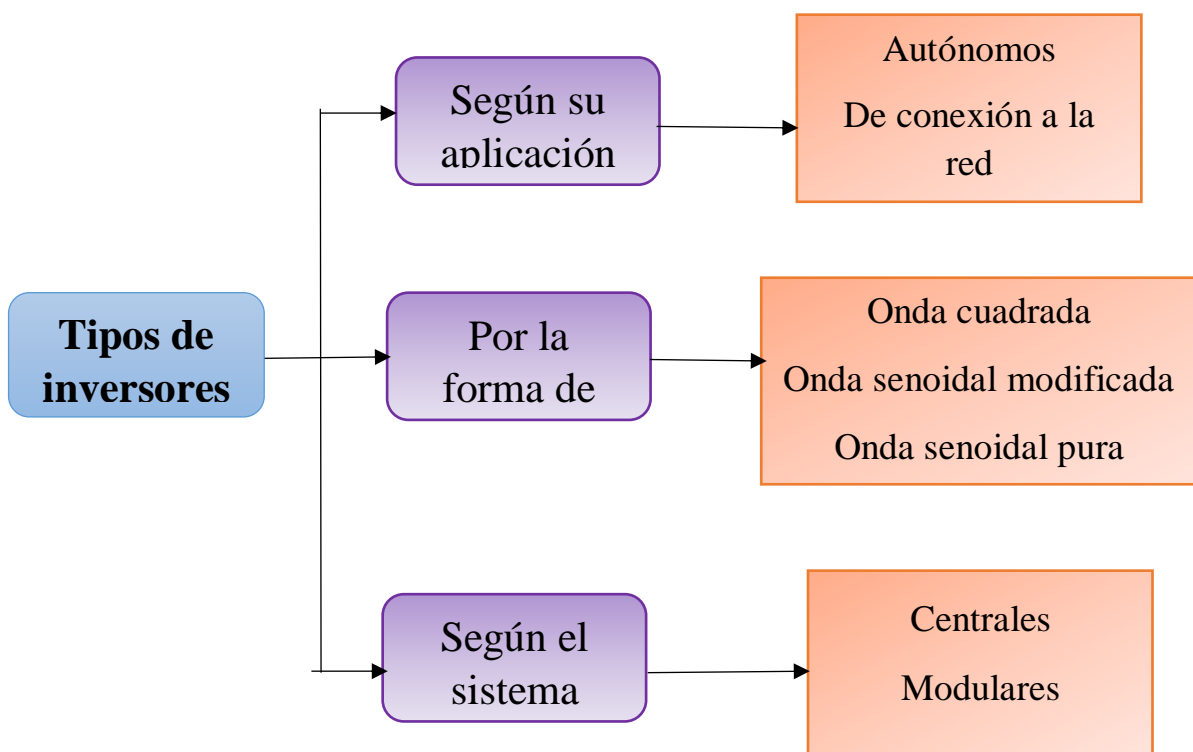 Tipos de
inversores
Según su
aplicación
Autónomos
De conexión a la
red
Por la
forma de
Onda cuadrada
Onda senoidal modificada
Onda senoidal pura
Según el
sistema
Centrales
Modulares